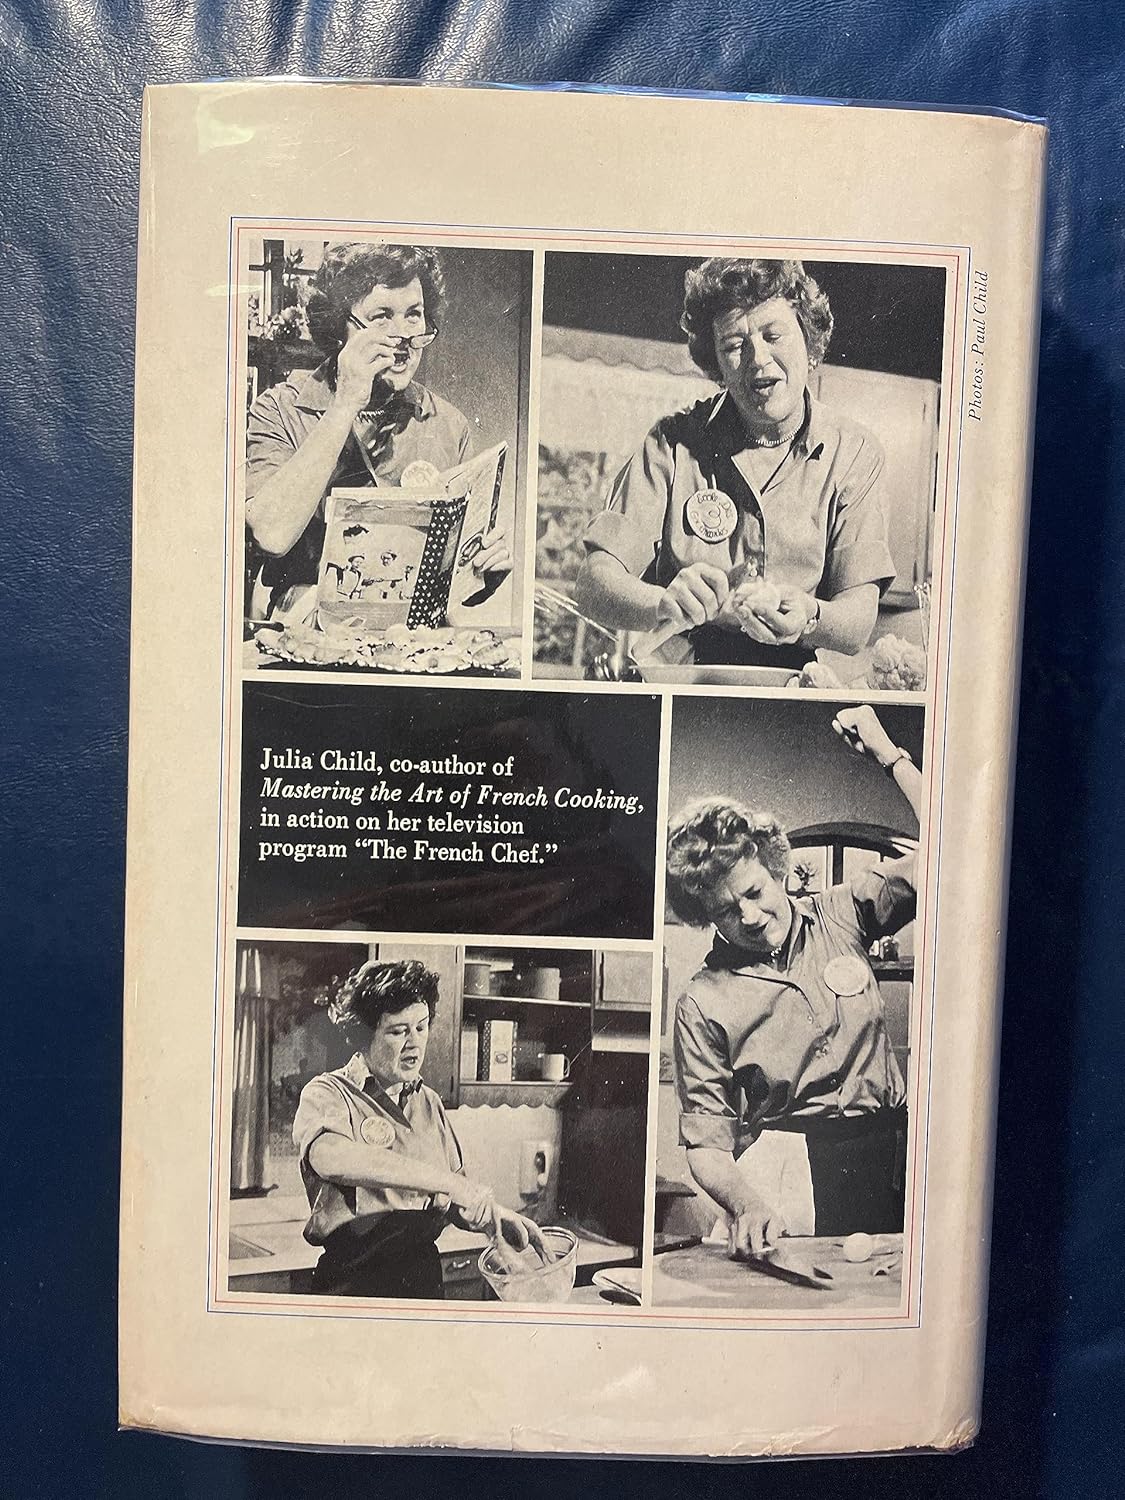 Photos: Paul Child
Julia Child, co-author of
Mastering the Art of French Cooking,
in action on her television
program “The French Chef.”